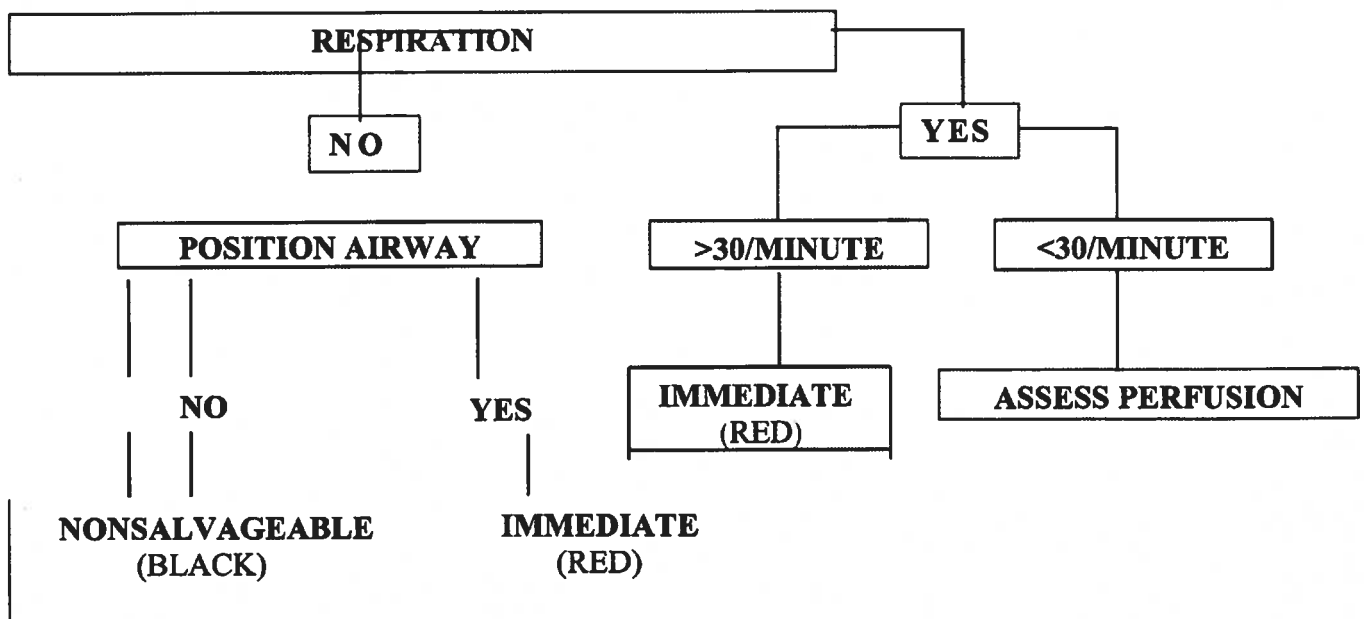 RESPIRATION
NO
YES
POSITION AIRWAY
>30/MINUTE
<30/MINUTE
NO
YES
IMMEDIATE
(RED)
ASSESS PERFUSION
NONSALVAGEABLE
(BLACK)
IMMEDIATE
(RED)